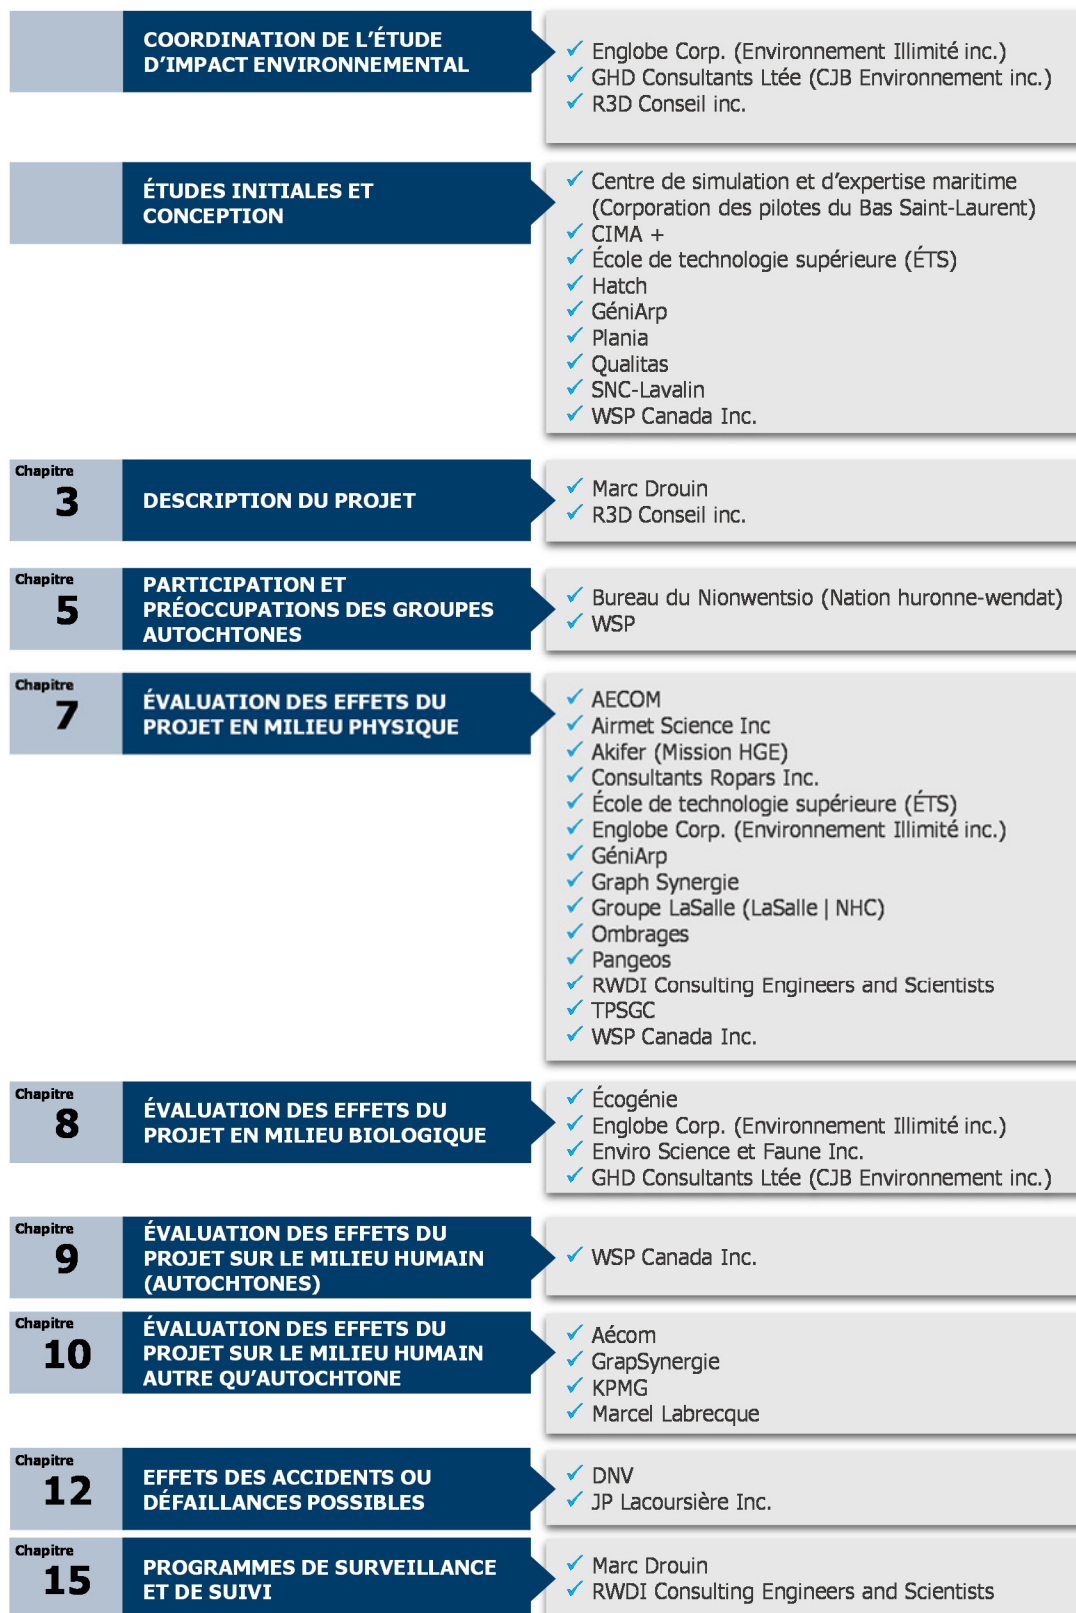 COORDINATION DE L'ÉTUDE
D'IMPACT ENVIRONNEMENTAL
✓ Englobe Corp. (Environnement Illimité inc.)
✓ GHD Consultants Ltée (CJB Environnement inc.)
✓ R3D Conseil inc.
ÉTUDES INITIALES ET
CONCEPTION
✓ Centre de simulation et d'expertise maritime
(Corporation des pilotes du Bas Saint-Laurent)
✓ CIMA +
✓ École de technologie supérieure (ÉTS)
✓ Hatch
✓ GéniArp
✓ Plania
✓ Qualitas
✓ SNC-Lavalin
✓ WSP Canada Inc.
Chapitre
3
DESCRIPTION DU PROJET
✓ Marc Drouin
✓ R3D Conseil inc.
Chapitre
5
PARTICIPATION ET
PRÉOCCUPATIONS DES GROUPES
AUTOCHTONES
✓ Bureau du Nionwentsio (Nation huronne-wendat)
✓ WSP
Chapitre
7
ÉVALUATION DES EFFETS DU
PROJET EN MILIEU PHYSIQUE
✓ AECOM
✓ Airmet Science Inc
✓ Akifer (Mission HGE)
✓ Consultants Ropars Inc.
✓ École de technologie supérieure (ÉTS)
✓ Englobe Corp. (Environnement Illimité inc.)
✓ GéniArp
✓ Graph Synergie
✓ Groupe LaSalle (LaSalle | NHC)
✓ Ombrages
✓ Pangeos
✓ RWDI Consulting Engineers and Scientists
✓ TPSGC
✓ WSP Canada Inc.
Chapitre
8
ÉVALUATION DES EFFETS DU
PROJET EN MILIEU BIOLOGIQUE
✓ Écogénie
✓ Englobe Corp. (Environnement Illimité inc.)
✓ Enviro Science et Faune Inc.
✓ GHD Consultants Ltée (CJB Environnement inc.)
Chapitre
9
ÉVALUATION DES EFFETS DU
PROJET SUR LE MILIEU HUMAIN
(AUTOCHTONES)
✓ WSP Canada Inc.
Chapitre
10
ÉVALUATION DES EFFETS DU
PROJET SUR LE MILIEU HUMAIN
AUTRE QU'AUTOCHTONE
✓ Aécom
✓ GrapSynergie
✓ KPMG
✓ Marcel Labrecque
Chapitre
12
EFFETS DES ACCIDENTS OU
DÉFAILLANCES POSSIBLES
✓ DNV
✓ JP Lacoursière Inc.
Chapitre
15
PROGRAMMES DE SURVEILLANCE
ET DE SUIVI
✓ Marc Drouin
✓ RWDI Consulting Engineers and Scientists